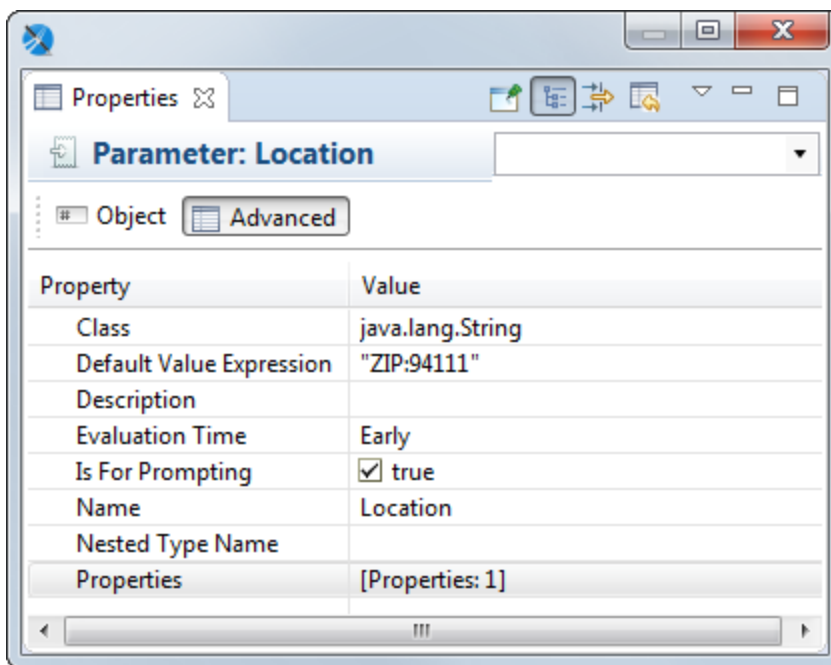 Properties
Parameter: Location
Object Advanced
Property Value
Class java.lang.String
Default Value Expression "ZIP:94111"
Description
Evaluation Time Early
Is For Prompting true
Name Location
Nested Type Name
Properties [Properties: 1]